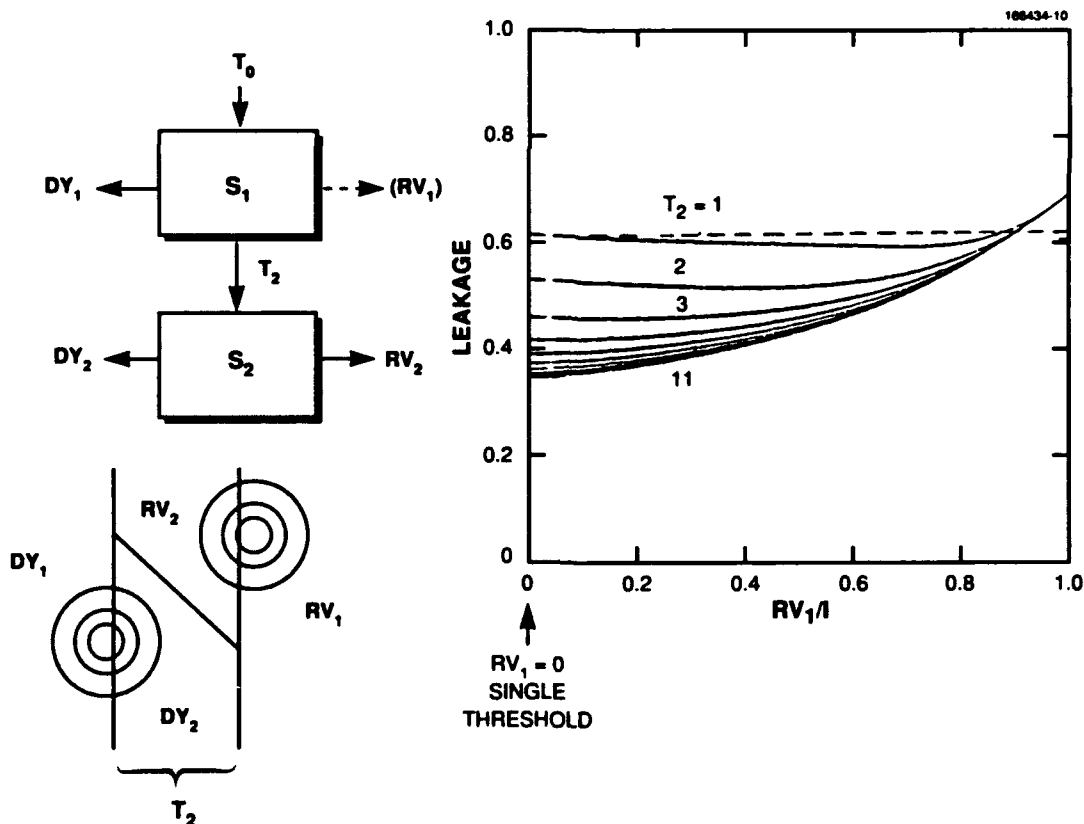 166434-10
T0
S1
DY1
(RV1)
T2
S2
DY2
RV2
RV2
DY1
RV1
DY2
T2
LEAKAGE
1.0
0.8
0.6
0.4
0.2
0
T2 = 1
2
3
11
0 0.2 0.4 0.6 0.8 1.0
RV1/I
RV1 = 0
SINGLE
THRESHOLD